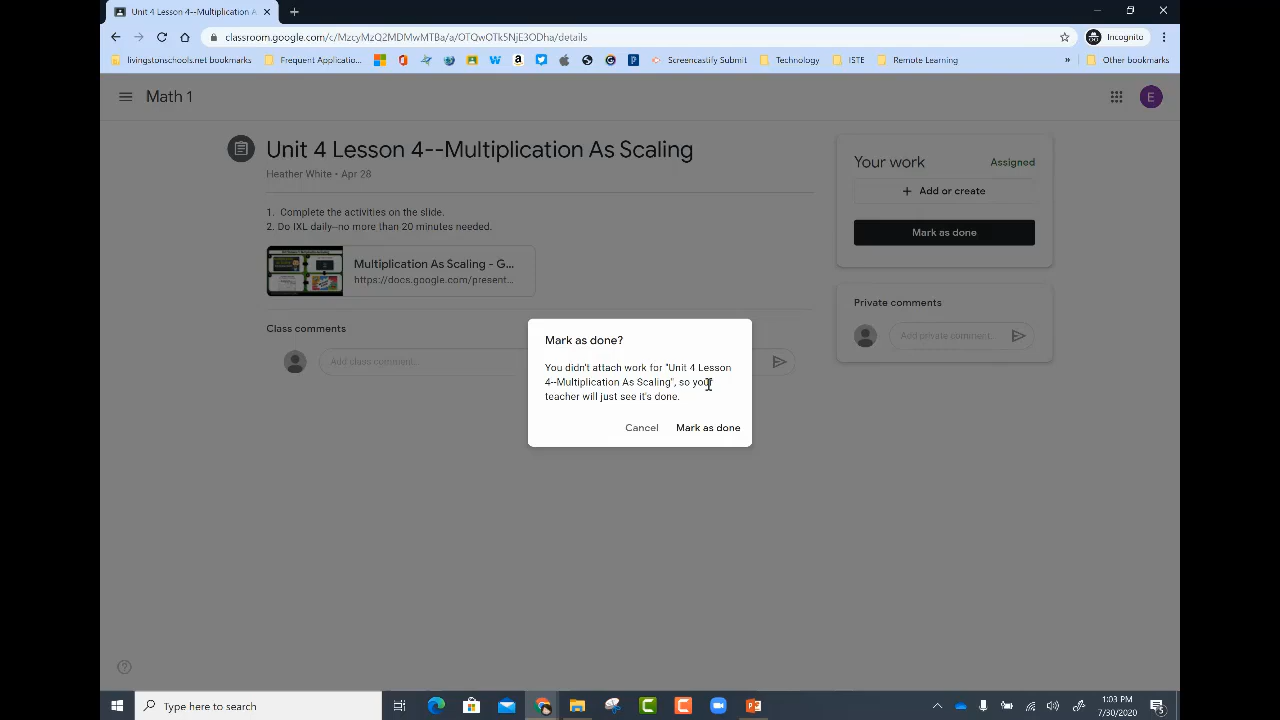 Unit 4 Lesson 4--Multiplication A
classroom.google.com/c/MzcyMzQ2MDMwMTBa/a/OTQwOTk5NjE3ODha/details
Incognito
livingstonschools.net bookmarks
Frequent Applicatio...
Screencastify Submit
Technology
ISTE
Remote Learning
»
Other bookmarks
Math 1
E
Unit 4 Lesson 4--Multiplication As Scaling
Heather White • Apr 28
Your work
Assigned
+ Add or create
Mark as done
1. Complete the activities on the slide.
2. Do IXL daily--no more than 20 minutes needed.
Multiplication As Scaling - G...
https://docs.google.com/present...
Private comments
Add private comment
Class comments
Add class comment...
Mark as done?
You didn't attach work for "Unit 4 Lesson
4--Multiplication As Scaling", so your
teacher will just see it's done.
Cancel
Mark as done
Type here to search
1:03 PM
7/30/2020
5